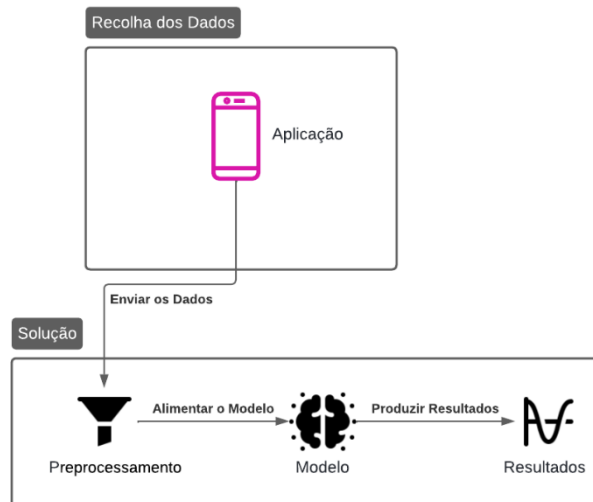 Recolha dos Dados
Aplicação
Enviar os Dados
Solução
Alimentar o Modelo
Produzir Resultados
Preprocessamento
Modelo
Resultados